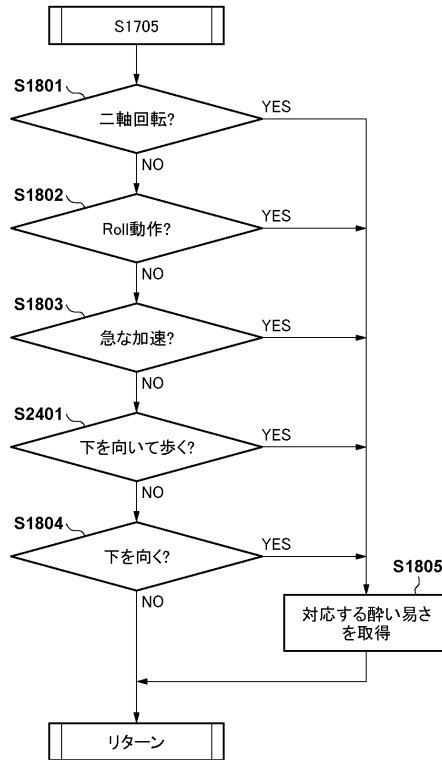 S1705
S1801
二軸回転?
YES
NO
S1802
Roll動作?
YES
NO
S1803
急な加速?
YES
NO
S2401
下を向いて歩く?
YES
NO
S1804
下を向く?
YES
NO
S1805
対応する酔い易さ
を取得
リターン